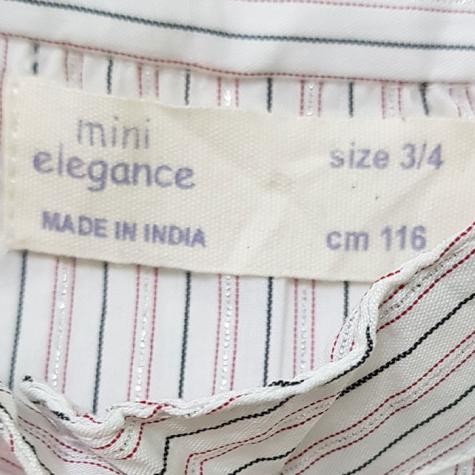 mini
elegance
size 3/4
MADE IN INDIA
cm 116